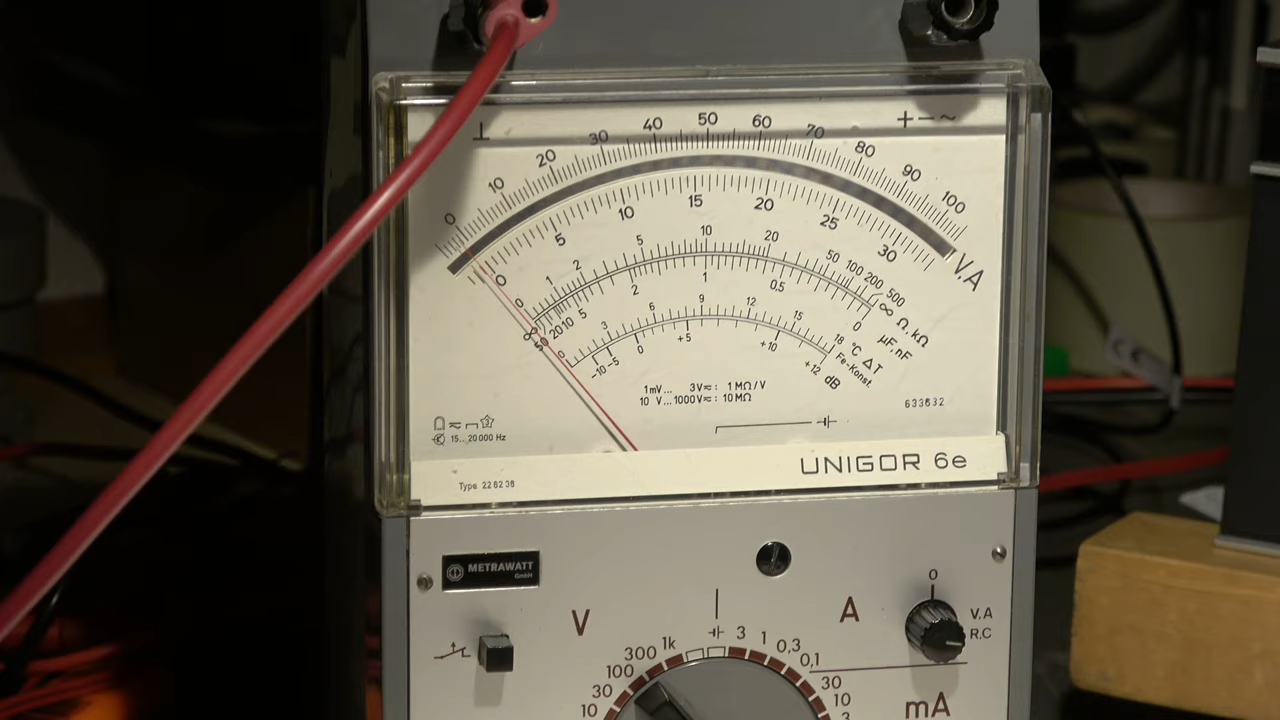 ⊥ + − ~
0 10 20 30 40 50 60 70 80 90 100
V,A
0 5 10 15 20 25 30
0 1 2 5 10 20 50 100 200 500 ∞ Ω, kΩ
∞ 50 20 10 5 2 1 0.5 0 µF, nF
0 3 6 9 12 15 18 °C ΔT
Fe-Konst.
-10 -5 0 +5 +10 +12 dB
1mV... 3V≂: 1MΩ/V
10 V...1000V≂: 10MΩ
633632
3
15...20000 Hz
UNIGOR 6e
Type 226236
METRAWATT
GmbH
V
A
0
V.A
R,C
10 30 100 300 1k 3 1 0,3 0,1
30
10
3
mA